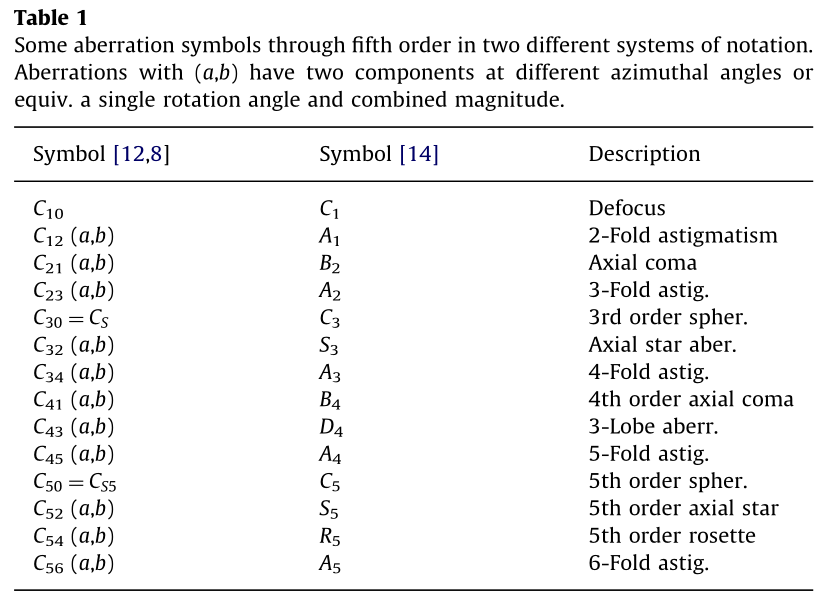 Table 1
Some aberration symbols through fifth order in two different systems of notation.
Aberrations with (a,b) have two components at different azimuthal angles or
equiv. a single rotation angle and combined magnitude.
Symbol [12,8] Symbol [14] Description
C₁₀ C₁ Defocus
C₁₂ (a,b) A₁ 2-Fold astigmatism
C₂₁ (a,b) B₂ Axial coma
C₂₃ (a,b) A₂ 3-Fold astig.
C₃₀ = C_S C₃ 3rd order spher.
C₃₂ (a,b) S₃ Axial star aber.
C₃₄ (a,b) A₃ 4-Fold astig.
C₄₁ (a,b) B₄ 4th order axial coma
C₄₃ (a,b) D₄ 3-Lobe aberr.
C₄₅ (a,b) A₄ 5-Fold astig.
C₅₀ = C_S5 C₅ 5th order spher.
C₅₂ (a,b) S₅ 5th order axial star
C₅₄ (a,b) R₅ 5th order rosette
C₅₆ (a,b) A₅ 6-Fold astig.